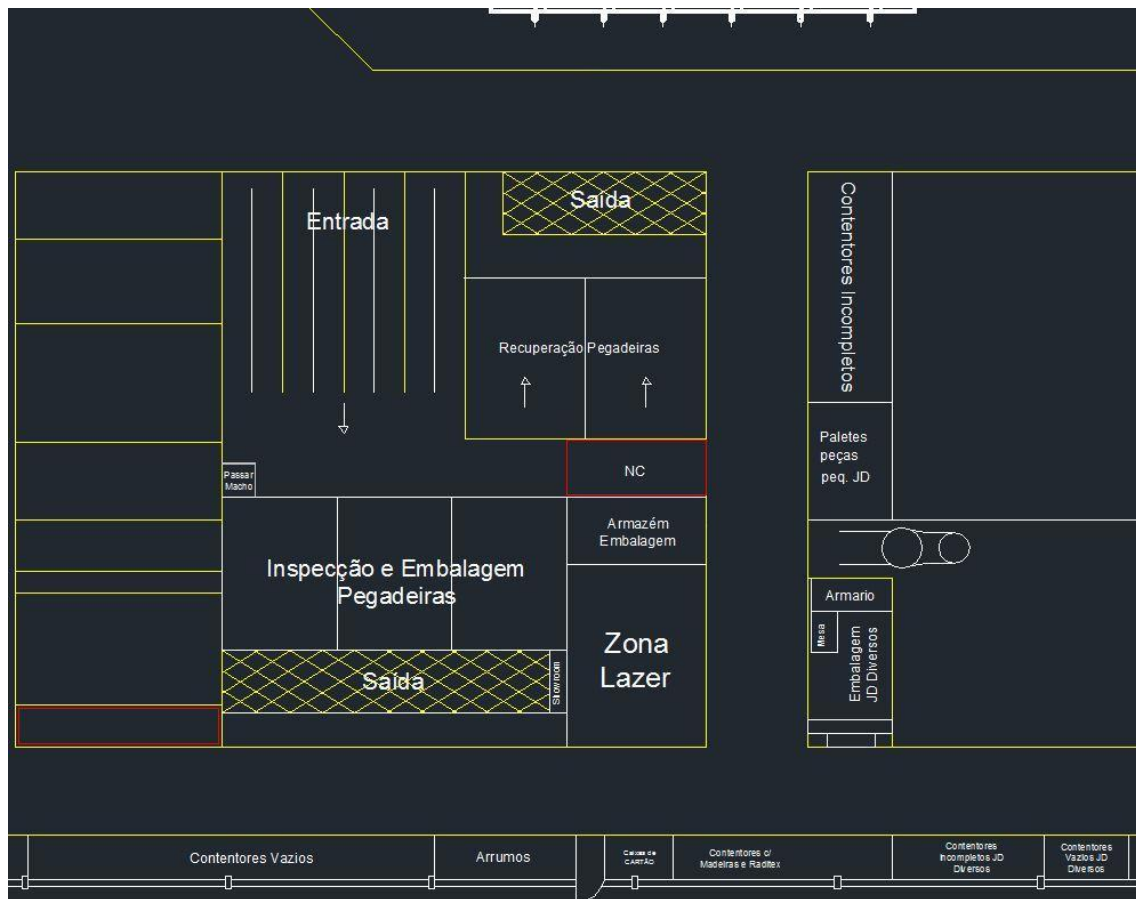 Saída
Entrada
Contentores Incompletos
Recuperação Pegadeiras
Paletes
peças
peq. JD
NC
Passar
Macho
Armazém
Embalagem
Inspecção e Embalagem
Pegadeiras
Armario
Mesa
Embalagem
JD Diversos
Zona
Lazer
Saída
Showroom
Contentores Vazios
Arrumos
Caixas de
CARTÃO
Contentores c/
Madeiras e Raditex
Contentores
Incompletos JD
Diversos
Contentores
Vazios JD
Diversos